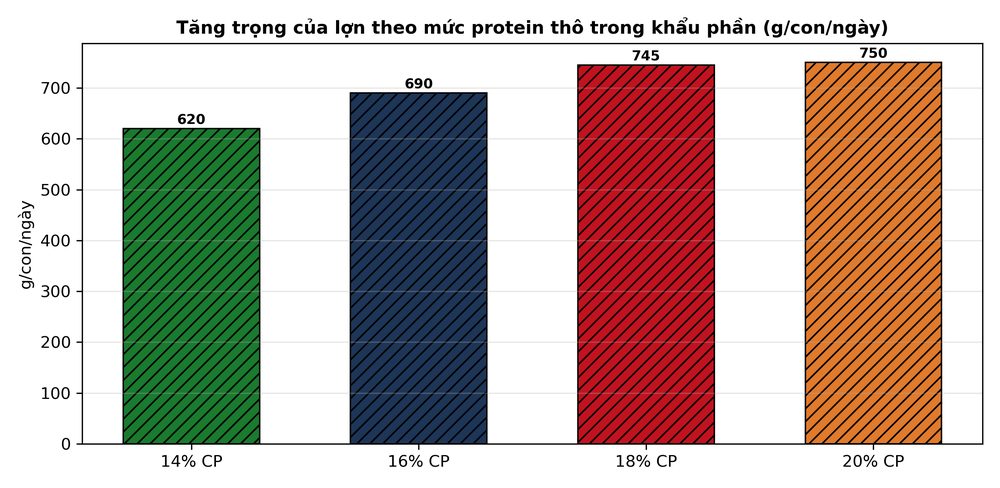 Tăng trọng của lợn theo mức protein thô trong khẩu phần (g/con/ngày)
g/con/ngày
700
600
500
400
300
200
100
0
620
690
745
750
14% CP
16% CP
18% CP
20% CP